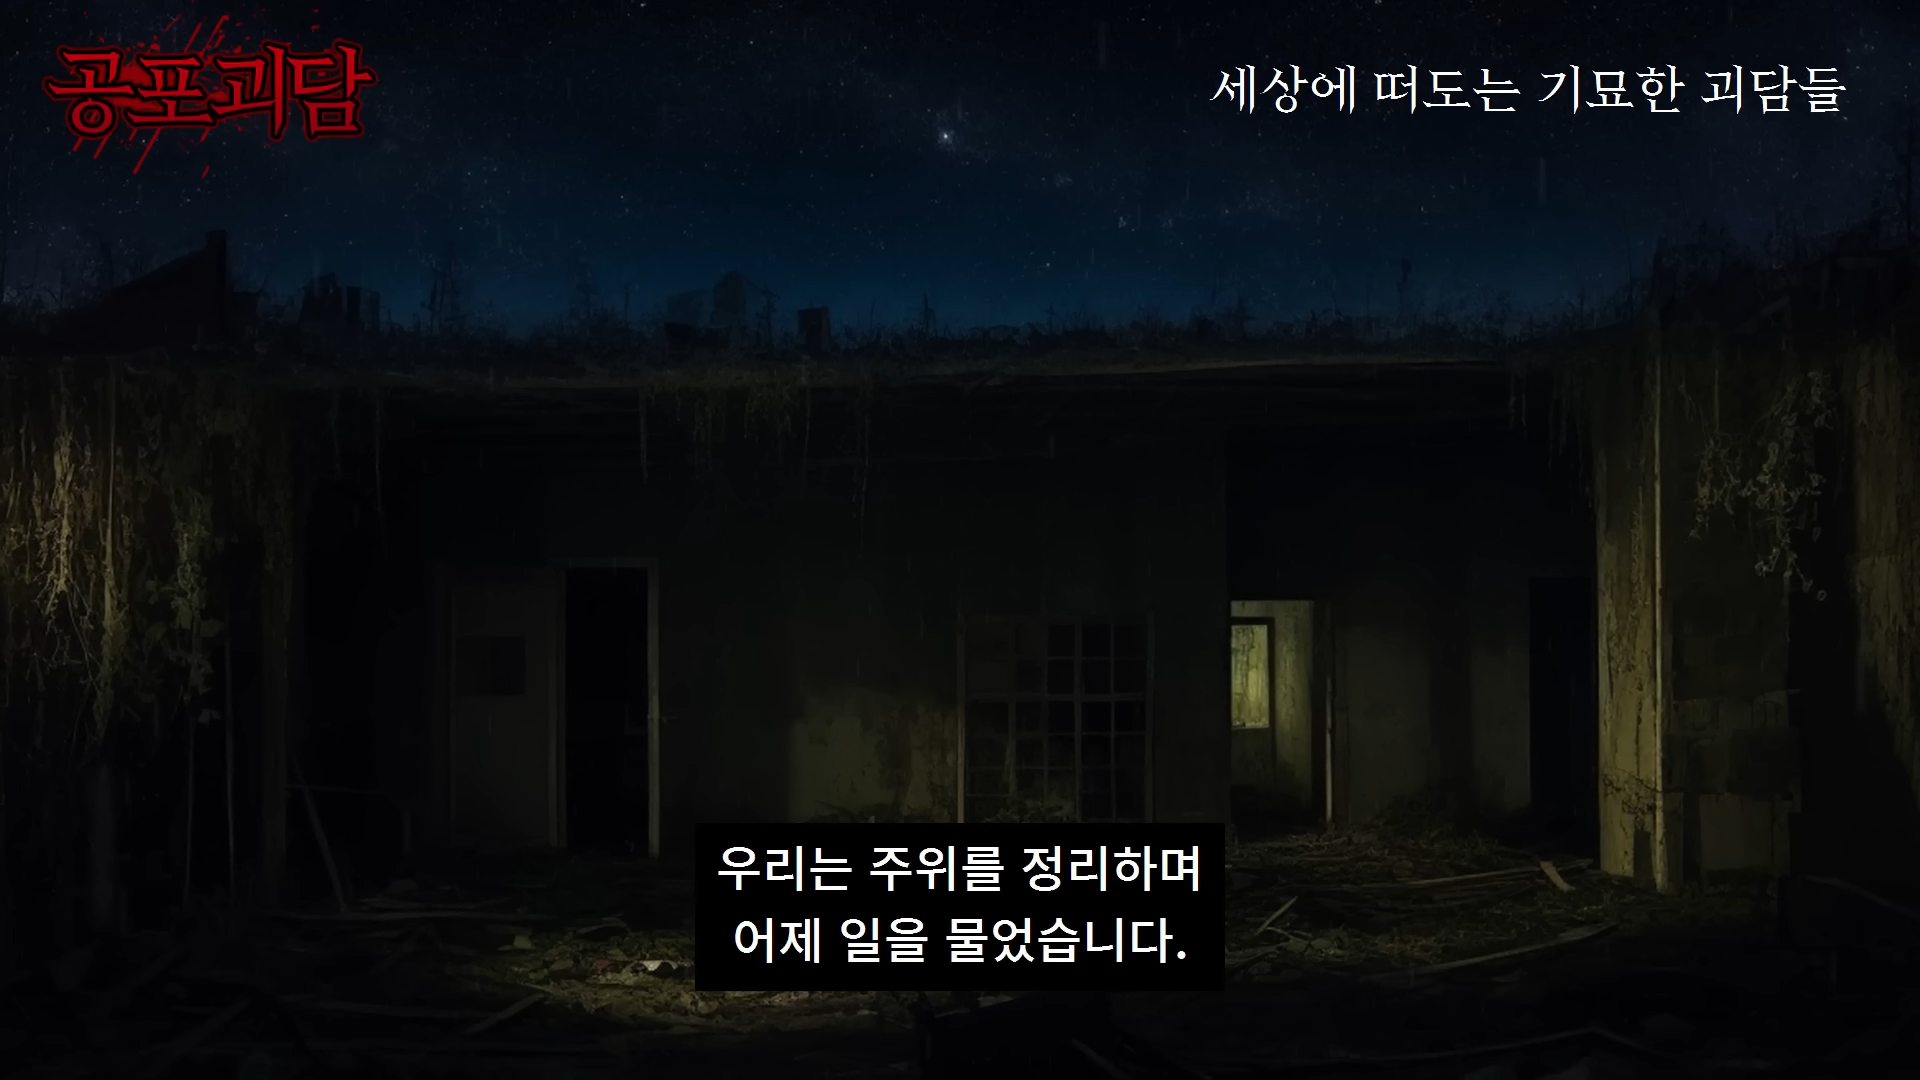 공포괴담
세상에 떠도는 기묘한 괴담들
우리는 주위를 정리하며
어제 일을 물었습니다.